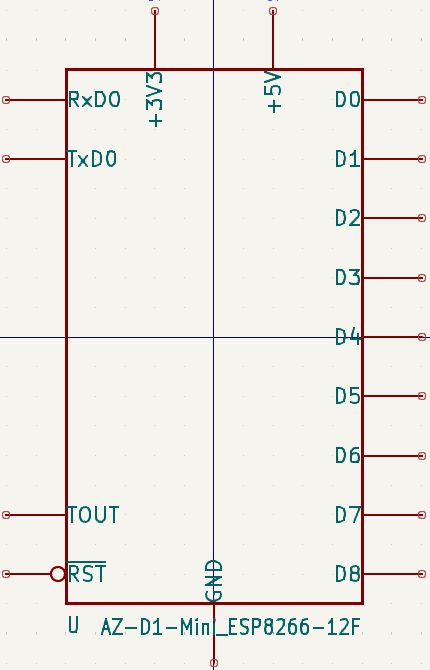 +3V3
+5V
RxD0 D0
TxD0 D1
D2
D3
D4
D5
D6
TOUT D7
RST D8
GND
U AZ-D1-Mini_ESP8266-12F